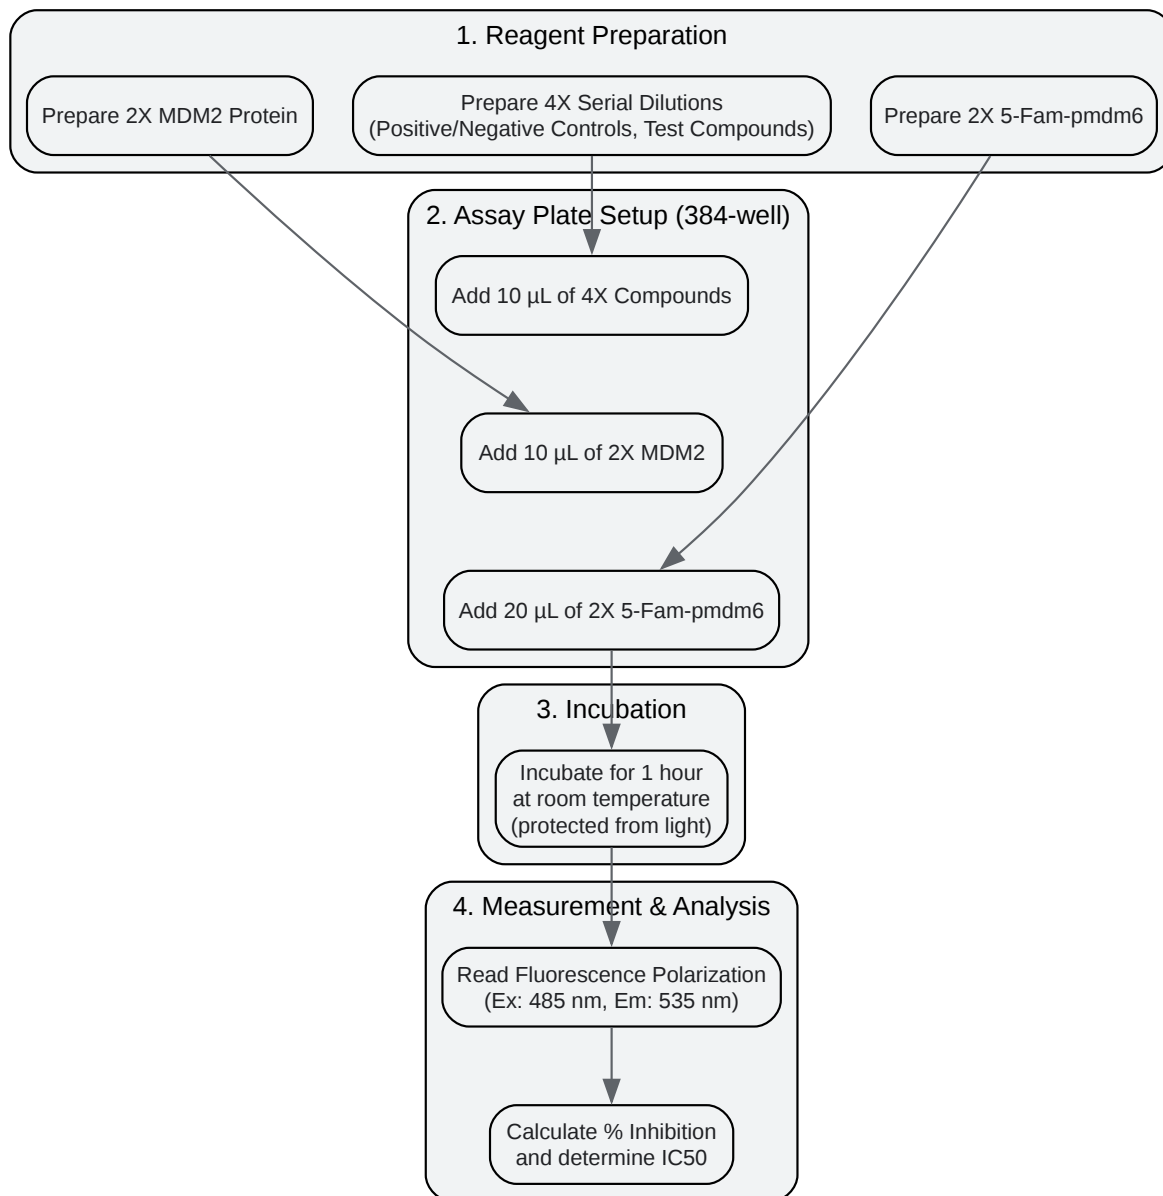 1. Reagent Preparation
Prepare 2X MDM2 Protein
Prepare 4X Serial Dilutions
(Positive/Negative Controls, Test Compounds)
Prepare 2X 5-Fam-pmdm6
2. Assay Plate Setup (384-well)
Add 10 µL of 4X Compounds
Add 10 µL of 2X MDM2
Add 20 µL of 2X 5-Fam-pmdm6
3. Incubation
Incubate for 1 hour
at room temperature
(protected from light)
4. Measurement & Analysis
Read Fluorescence Polarization
(Ex: 485 nm, Em: 535 nm)
Calculate % Inhibition
and determine IC50